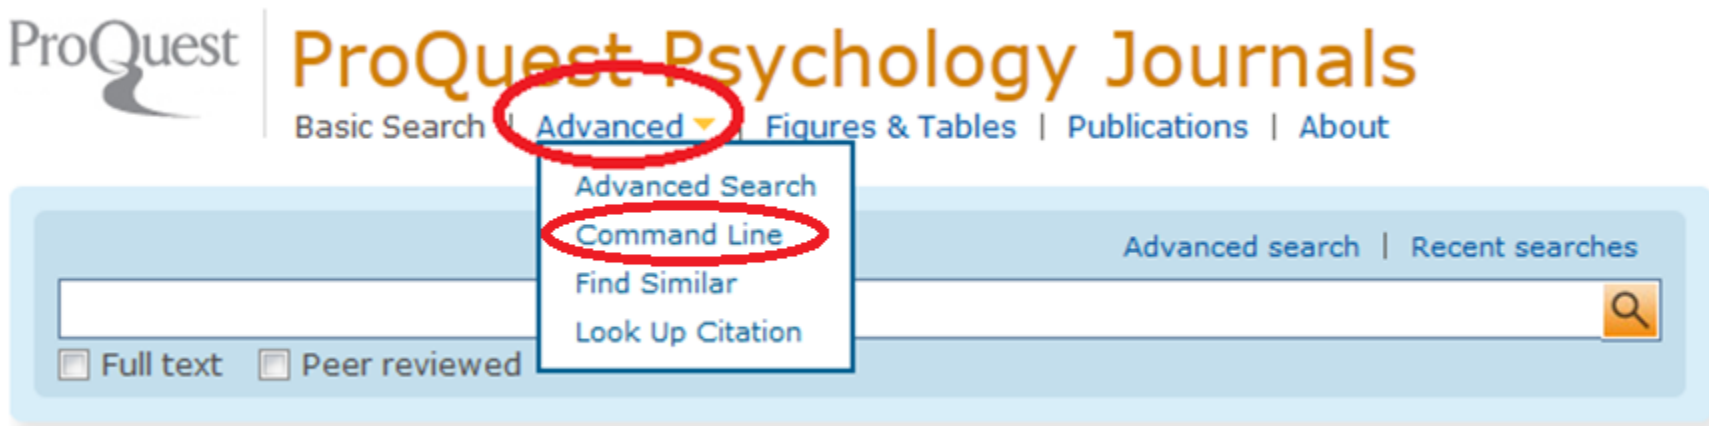 ProQuest
ProQuest Psychology Journals
Basic Search | Advanced | Figures & Tables | Publications | About
Advanced Search
Command Line
Find Similar
Look Up Citation
Advanced search | Recent searches
Full text Peer reviewed